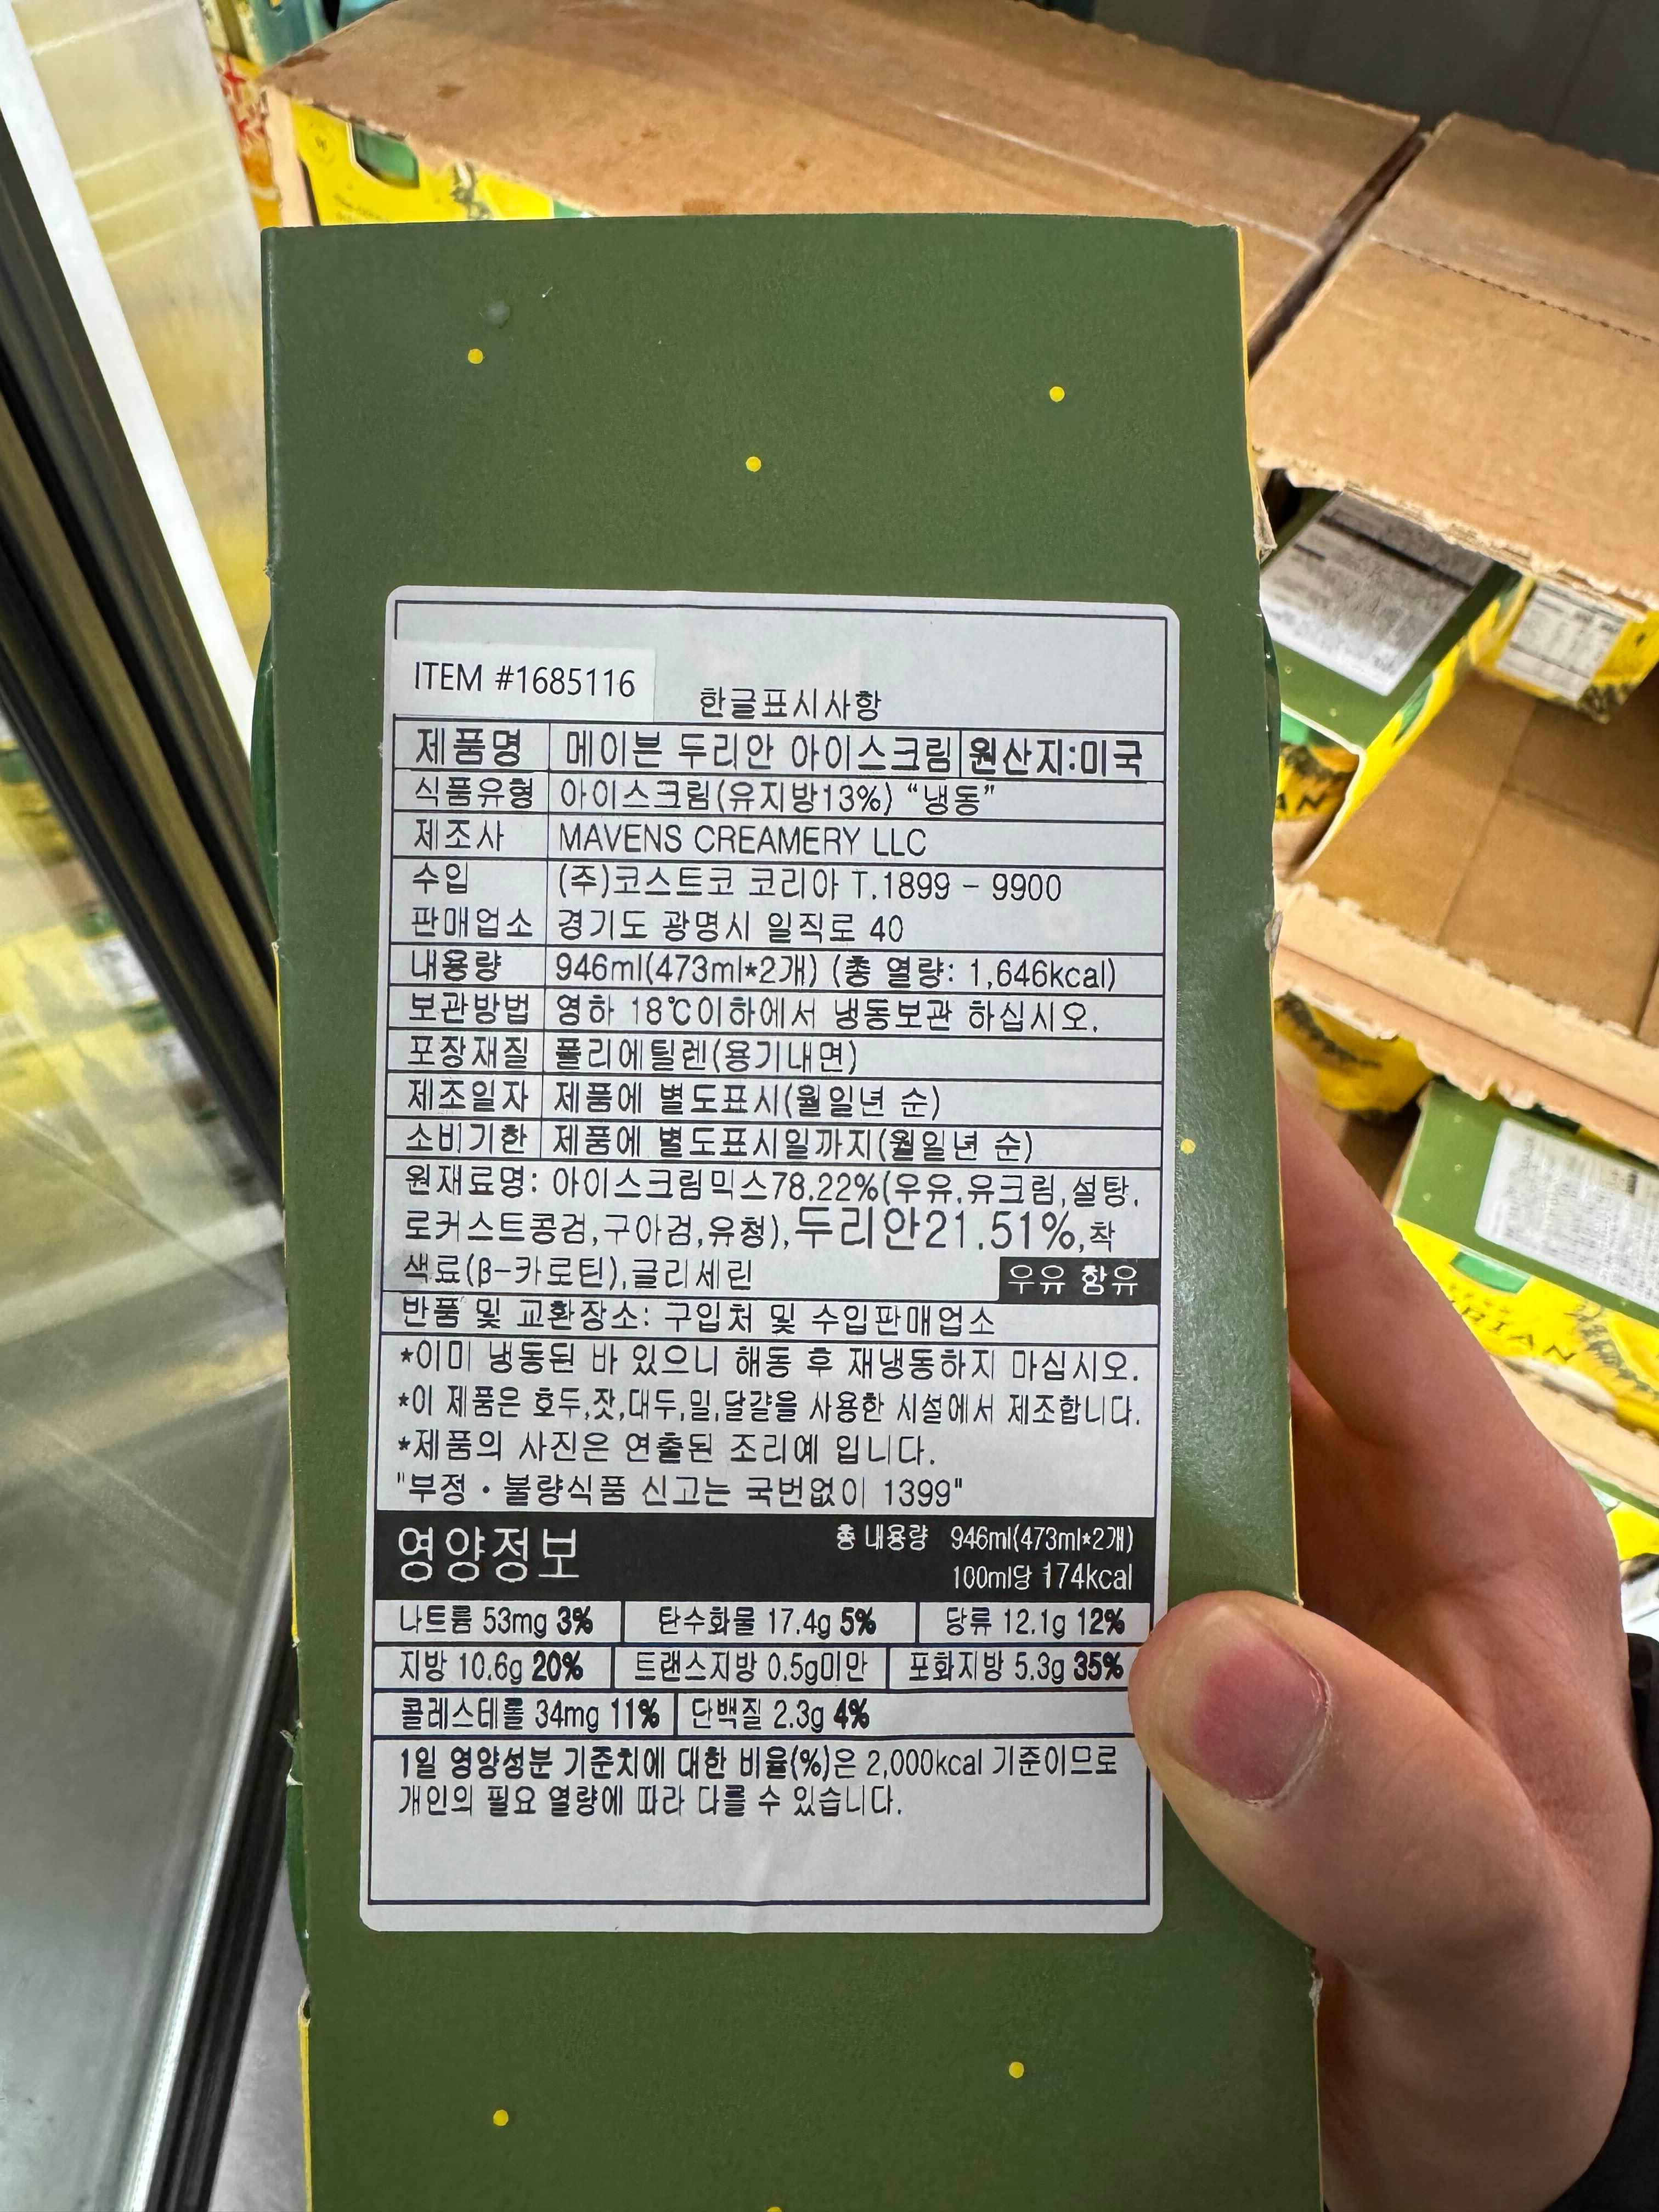 ITEM #1685116
한글표시사항
제품명 메이븐 두리안 아이스크림 원산지:미국
식품유형 아이스크림(유지방13%) “냉동”
제조사 MAVENS CREAMERY LLC
수입 (주)코스트코 코리아 T.1899 - 9900
판매업소 경기도 광명시 일직로 40
내용량 946ml(473ml*2개) (총 열량: 1,646kcal)
보관방법 영하 18℃이하에서 냉동보관 하십시오.
포장재질 폴리에틸렌(용기내면)
제조일자 제품에 별도표시(월일년 순)
소비기한 제품에 별도표시일까지(월일년 순)
원재료명: 아이스크림믹스78.22%(우유,유크림,설탕,
로커스트콩검,구아검,유청),두리안21.51%,착
색료(β-카로틴),글리세린 우유 함유
반품 및 교환장소: 구입처 및 수입판매업소
*이미 냉동된 바 있으니 해동 후 재냉동하지 마십시오.
*이 제품은 호두,잣,대두,밀,달걀을 사용한 시설에서 제조합니다.
*제품의 사진은 연출된 조리예 입니다.
"부정・불량식품 신고는 국번없이 1399"
영양정보 총 내용량 946ml(473ml*2개)
100ml당 174kcal
나트륨 53mg 3% 탄수화물 17.4g 5% 당류 12.1g 12%
지방 10.6g 20% 트랜스지방 0.5g미만 포화지방 5.3g 35%
콜레스테롤 34mg 11% 단백질 2.3g 4%
1일 영양성분 기준치에 대한 비율(%)은 2,000kcal 기준이므로
개인의 필요 열량에 따라 다를 수 있습니다.